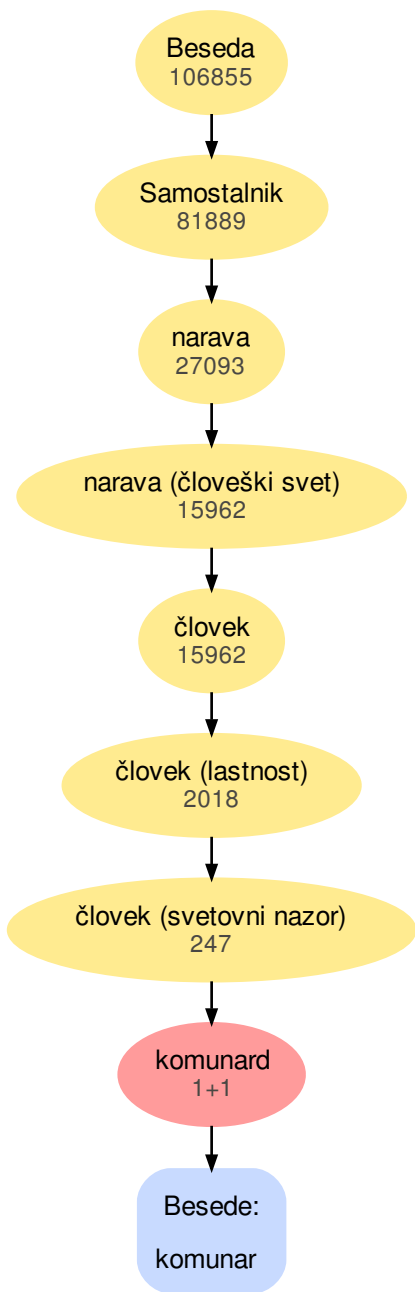 Beseda
106855
Samostalnik
81889
narava
27093
narava (človeški svet)
15962
človek
15962
človek (lastnost)
2018
človek (svetovni nazor)
247
komunard
1+1
Besede:
komunar